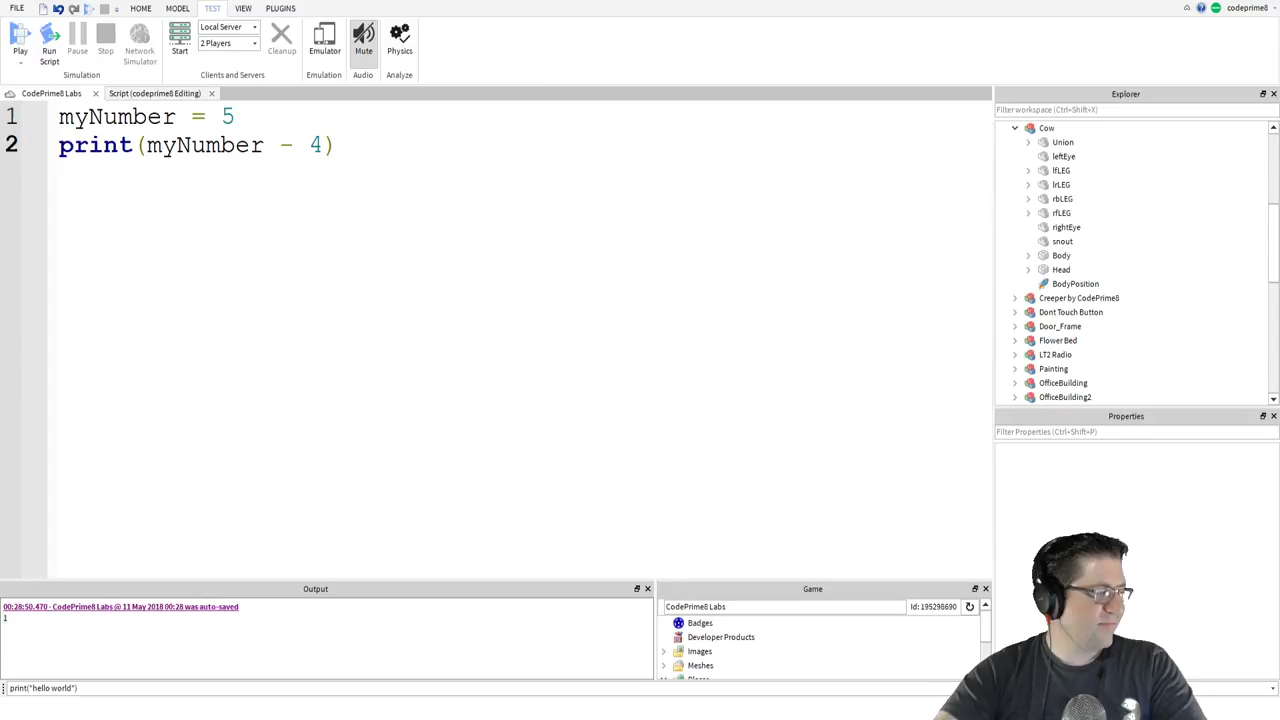 FILE HOME MODEL TEST VIEW PLUGINS codeprime8
Play Run Script Pause Stop Network Simulator
Simulation
Start Local Server 2 Players Cleanup
Clients and Servers
Emulator
Emulation
Mute
Audio
Physics
Analyze
CodePrime8 Labs Script (codeprime8 Editing)
1 myNumber = 5
2 print(myNumber - 4)
Explorer
Filter workspace (Ctrl+Shift+X)
Cow
Union
leftEye
lfLEG
lrLEG
rbLEG
rfLEG
rightEye
snout
Body
Head
BodyPosition
Creeper by CodePrime8
Dont Touch Button
Door_Frame
Flower Bed
LT2 Radio
Painting
OfficeBuilding
OfficeBuilding2
Properties
Filter Properties (Ctrl+Shift+P)
Output
00:28:50.470 - CodePrime8 Labs @ 11 May 2018 00:28 was auto-saved
1
Game
CodePrime8 Labs Id: 195298690
Badges
Developer Products
Images
Meshes
print("hello world")